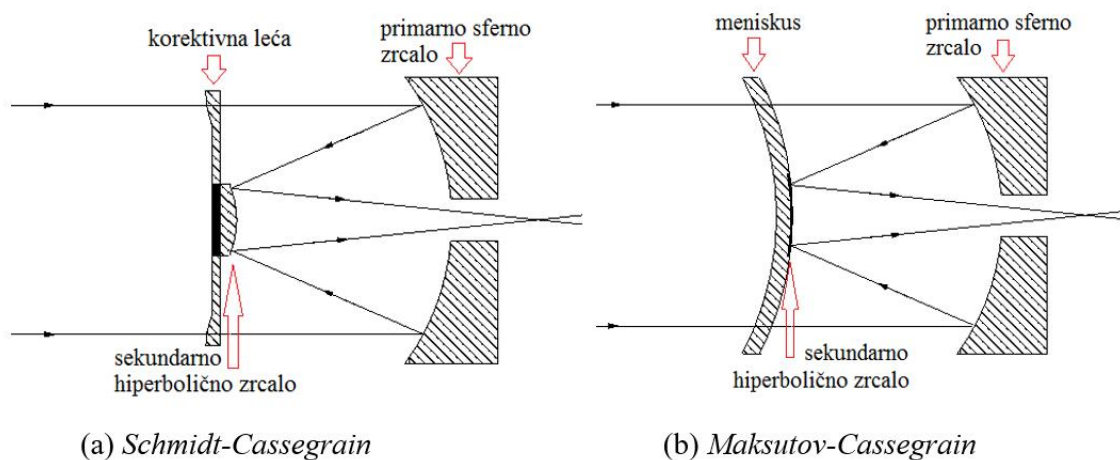 korektivna leća
primarno sferno
zrcalo
sekundarno
hiperbolično zrcalo
(a) Schmidt-Cassegrain
meniskus
primarno sferno
zrcalo
sekundarno
hiperbolično zrcalo
(b) Maksutov-Cassegrain